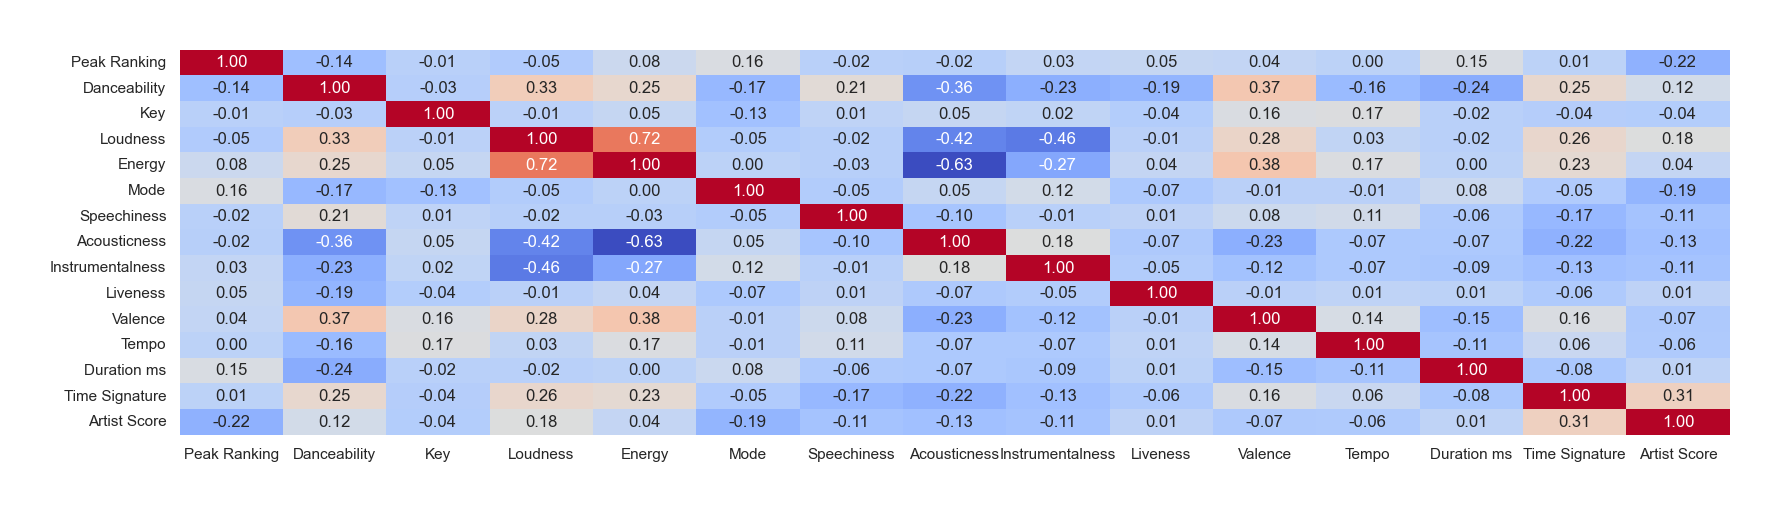 Peak Ranking 1.00 -0.14 -0.01 -0.05 0.08 0.16 -0.02 -0.02 0.03 0.05 0.04 0.00 0.15 0.01 -0.22
Danceability -0.14 1.00 -0.03 0.33 0.25 -0.17 0.21 -0.36 -0.23 -0.19 0.37 -0.16 -0.24 0.25 0.12
Key -0.01 -0.03 1.00 -0.01 0.05 -0.13 0.01 0.05 0.02 -0.04 0.16 0.17 -0.02 -0.04 -0.04
Loudness -0.05 0.33 -0.01 1.00 0.72 -0.05 -0.02 -0.42 -0.46 -0.01 0.28 0.03 -0.02 0.26 0.18
Energy 0.08 0.25 0.05 0.72 1.00 0.00 -0.03 -0.63 -0.27 0.04 0.38 0.17 0.00 0.23 0.04
Mode 0.16 -0.17 -0.13 -0.05 0.00 1.00 -0.05 0.05 0.12 -0.07 -0.01 -0.01 0.08 -0.05 -0.19
Speechiness -0.02 0.21 0.01 -0.02 -0.03 -0.05 1.00 -0.10 -0.01 0.01 0.08 0.11 -0.06 -0.17 -0.11
Acousticness -0.02 -0.36 0.05 -0.42 -0.63 0.05 -0.10 1.00 0.18 -0.07 -0.23 -0.07 -0.07 -0.22 -0.13
Instrumentalness 0.03 -0.23 0.02 -0.46 -0.27 0.12 -0.01 0.18 1.00 -0.05 -0.12 -0.07 -0.09 -0.13 -0.11
Liveness 0.05 -0.19 -0.04 -0.01 0.04 -0.07 0.01 -0.07 -0.05 1.00 -0.01 0.01 0.01 -0.06 0.01
Valence 0.04 0.37 0.16 0.28 0.38 -0.01 0.08 -0.23 -0.12 -0.01 1.00 0.14 -0.15 0.16 -0.07
Tempo 0.00 -0.16 0.17 0.03 0.17 -0.01 0.11 -0.07 -0.07 0.01 0.14 1.00 -0.11 0.06 -0.06
Duration ms 0.15 -0.24 -0.02 -0.02 0.00 0.08 -0.06 -0.07 -0.09 0.01 -0.15 -0.11 1.00 -0.08 0.01
Time Signature 0.01 0.25 -0.04 0.26 0.23 -0.05 -0.17 -0.22 -0.13 -0.06 0.16 0.06 -0.08 1.00 0.31
Artist Score -0.22 0.12 -0.04 0.18 0.04 -0.19 -0.11 -0.13 -0.11 0.01 -0.07 -0.06 0.01 0.31 1.00
Peak Ranking Danceability Key Loudness Energy Mode Speechiness Acousticness Instrumentalness Liveness Valence Tempo Duration ms Time Signature Artist Score